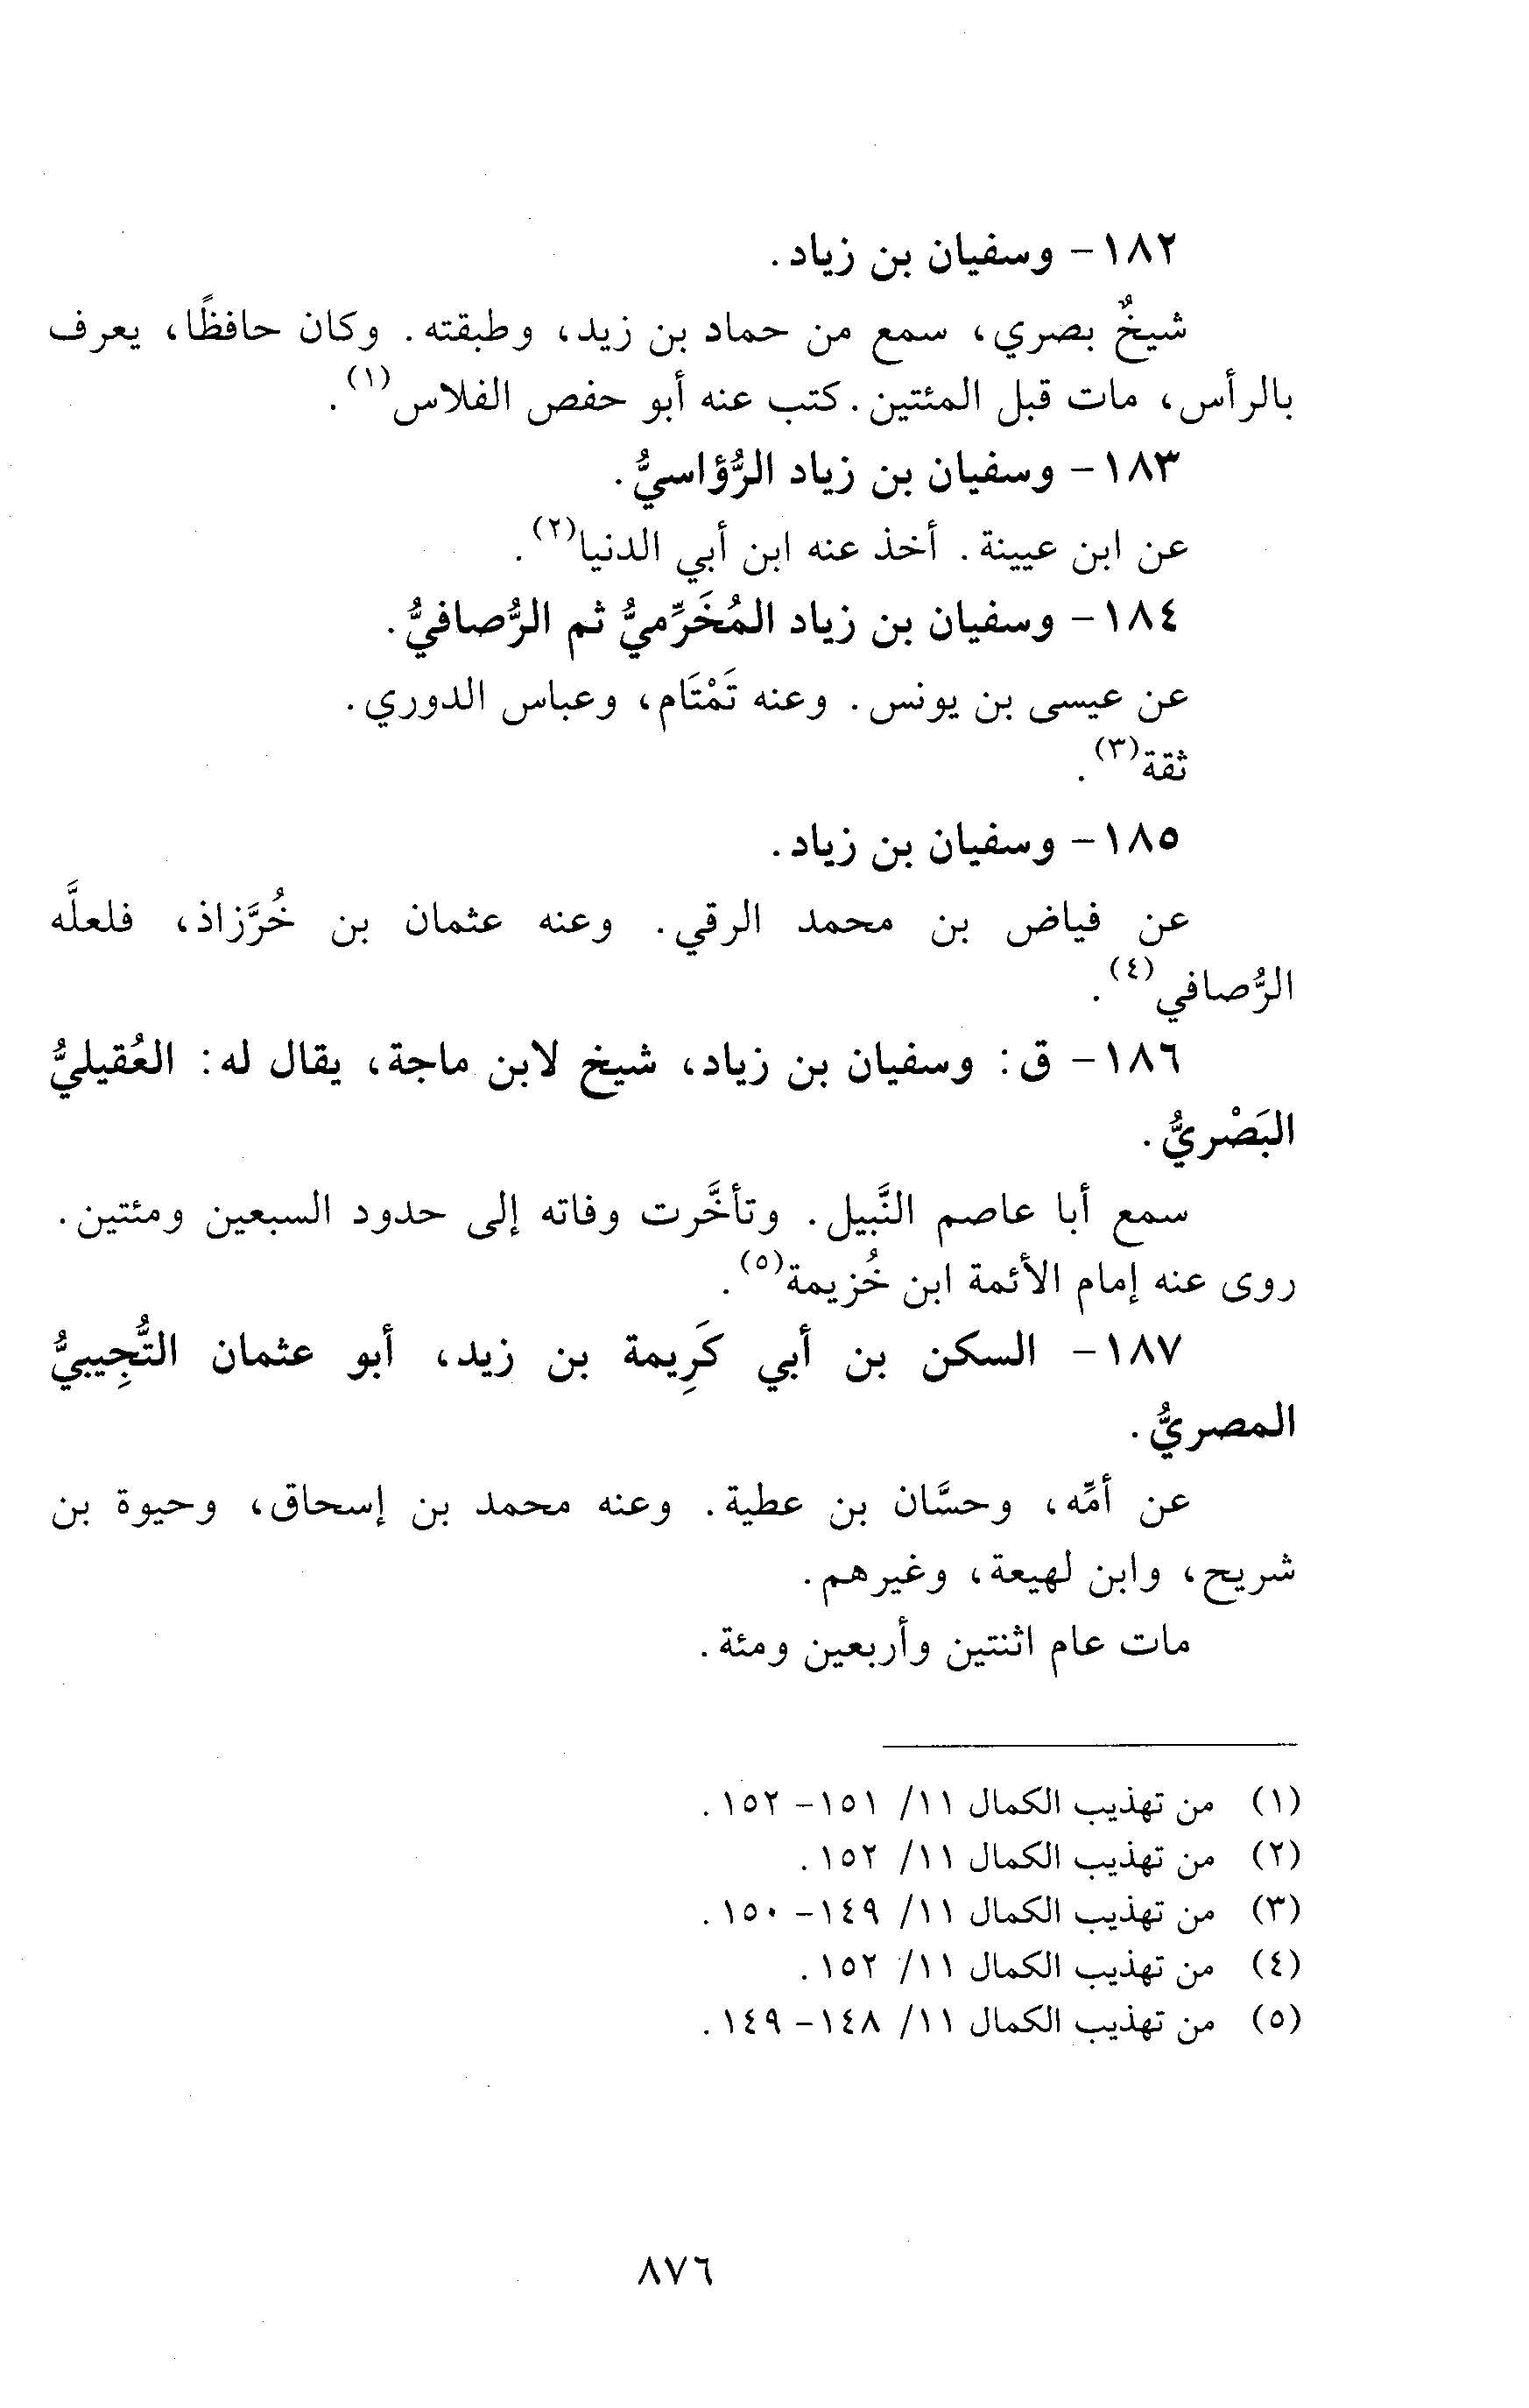 ١٨٢- وسفيان بن زياد.
شيخٌ بصري، سمع من حماد بن زيد، وطبقته. وكان حافظًا، يعرف
بالرأس، مات قبل المئتين. كتب عنه أبو حفص الفلاس(١).
١٨٣- وسفيان بن زياد الرُّؤاسيُّ.
عن ابن عيينة. أخذ عنه ابن أبي الدنيا(٢).
١٨٤- وسفيان بن زياد المُخَرِّميُّ ثم الرُّصافيُّ.
عن عيسى بن يونس. وعنه تَمْتَام، وعباس الدوري.
ثقة(٣).
١٨٥- وسفيان بن زياد.
عن فياض بن محمد الرقي. وعنه عثمان بن خُرَّزاذ، فلعلَّه
الرُّصافي(٤).
١٨٦- ق: وسفيان بن زياد، شيخ لابن ماجة، يقال له: العُقيليُّ
البَصْريُّ.
سمع أبا عاصم النَّبيل. وتأخَّرت وفاته إلى حدود السبعين ومئتين.
روى عنه إمام الأئمة ابن خُزيمة(٥).
١٨٧- السكن بن أبي كَرِيمة بن زيد، أبو عثمان التُّجِيبيُّ
المصريُّ.
عن أمِّه، وحسَّان بن عطية. وعنه محمد بن إسحاق، وحيوة بن
شريح، وابن لهيعة، وغيرهم.
مات عام اثنتين وأربعين ومئة.
(١) من تهذيب الكمال ١١/ ١٥١- ١٥٢.
(٢) من تهذيب الكمال ١١/ ١٥٢.
(٣) من تهذيب الكمال ١١/ ١٤٩- ١٥٠.
(٤) من تهذيب الكمال ١١/ ١٥٢.
(٥) من تهذيب الكمال ١١/ ١٤٨- ١٤٩.
٨٧٦